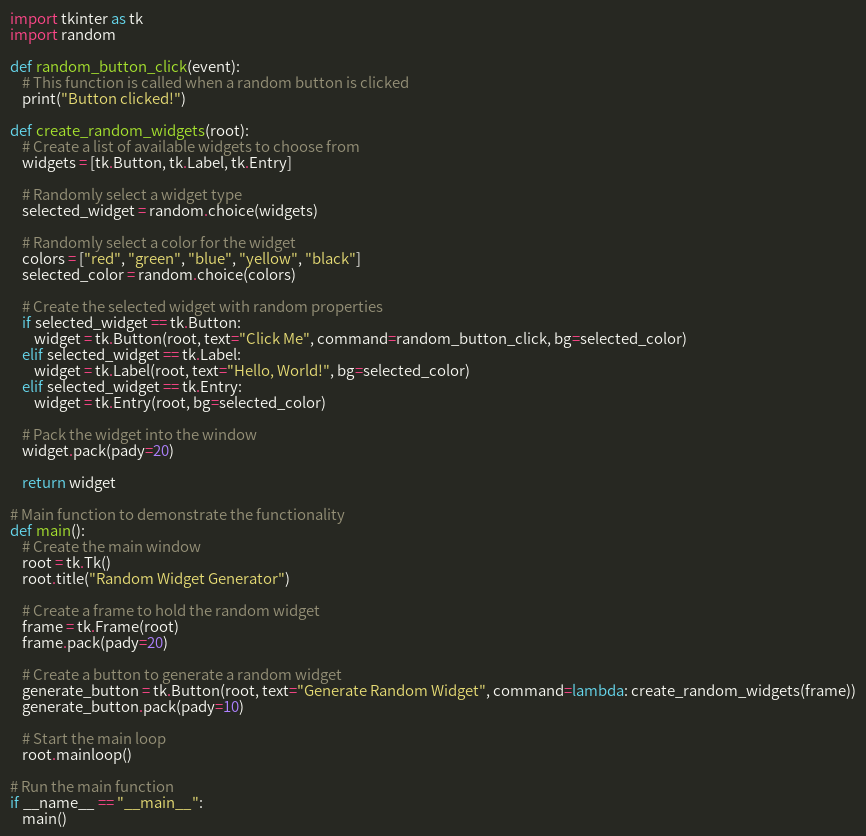 import tkinter as tk
import random

def random_button_click(event):
    # This function is called when a random button is clicked
    print("Button clicked!")

def create_random_widgets(root):
    # Create a list of available widgets to choose from
    widgets = [tk.Button, tk.Label, tk.Entry]

    # Randomly select a widget type
    selected_widget = random.choice(widgets)

    # Randomly select a color for the widget
    colors = ["red", "green", "blue", "yellow", "black"]
    selected_color = random.choice(colors)

    # Create the selected widget with random properties
    if selected_widget == tk.Button:
        widget = tk.Button(root, text="Click Me", command=random_button_click, bg=selected_color)
    elif selected_widget == tk.Label:
        widget = tk.Label(root, text="Hello, World!", bg=selected_color)
    elif selected_widget == tk.Entry:
        widget = tk.Entry(root, bg=selected_color)

    # Pack the widget into the window
    widget.pack(pady=20)

    return widget

# Main function to demonstrate the functionality
def main():
    # Create the main window
    root = tk.Tk()
    root.title("Random Widget Generator")

    # Create a frame to hold the random widget
    frame = tk.Frame(root)
    frame.pack(pady=20)

    # Create a button to generate a random widget
    generate_button = tk.Button(root, text="Generate Random Widget", command=lambda: create_random_widgets(frame))
    generate_button.pack(pady=10)

    # Start the main loop
    root.mainloop()

# Run the main function
if __name__ == "__main__":
    main()